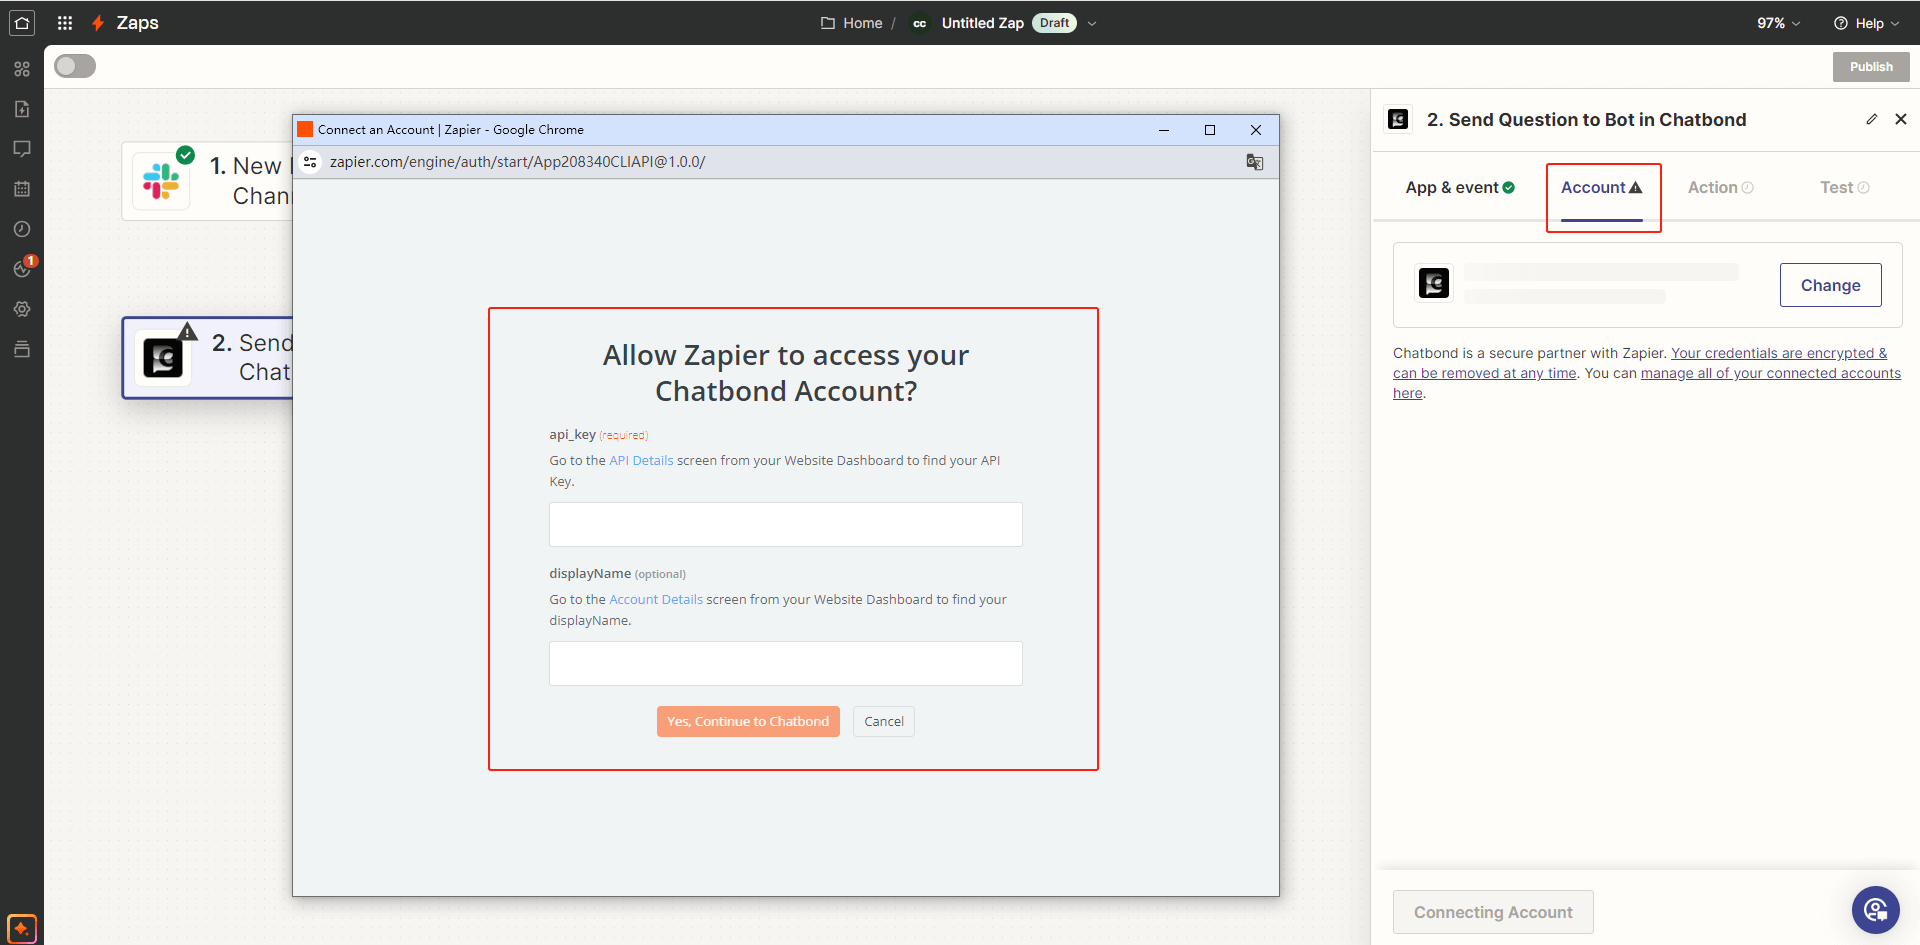 Zaps
Home / cc Untitled Zap Draft
97%
Help
Publish
1
1. New
Chann
2. Send
Chat
Connect an Account | Zapier - Google Chrome
zapier.com/engine/auth/start/App208340CLIAPI@1.0.0/
Allow Zapier to access your
Chatbond Account?
api_key (required)
Go to the API Details screen from your Website Dashboard to find your API
Key.
displayName (optional)
Go to the Account Details screen from your Website Dashboard to find your
displayName.
Yes, Continue to Chatbond
Cancel
2. Send Question to Bot in Chatbond
App & event
Account
Action
Test
Change
Chatbond is a secure partner with Zapier. Your credentials are encrypted &
can be removed at any time. You can manage all of your connected accounts
here.
Connecting Account